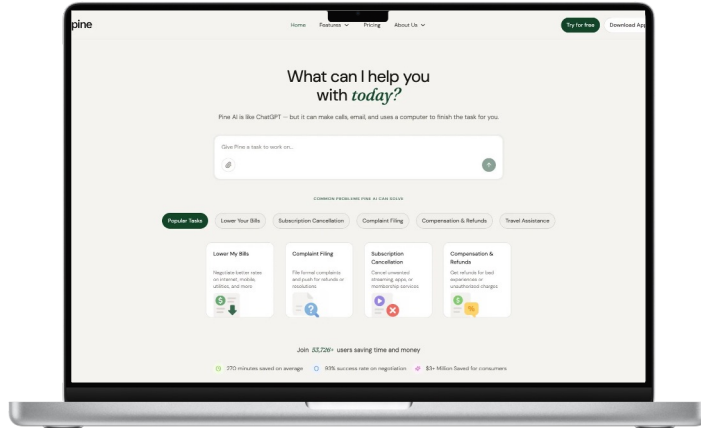 pine
Home Features Pricing About Us
Try for free Download App
What can I help you
with today?
Pine AI is like ChatGPT — but it can make calls, email, and uses a computer to finish the task for you.
Give Pine a task to work on...
COMMON PROBLEMS PINE AI CAN SOLVE
Popular Tasks Lower Your Bills Subscription Cancellation Complaint Filing Compensation & Refunds Travel Assistance
Lower My Bills
Negotiate better rates
on internet, mobile,
utilities, and more
Complaint Filing
File formal complaints
and push for refunds or
resolutions
Subscription
Cancellation
Cancel unwanted
streaming, apps, or
membership services
Compensation &
Refunds
Get refunds for bad
experiences or
unauthorized charges
Join 53,726+ users saving time and money
270 minutes saved on average 93% success rate on negotiation $3+ Million Saved for consumers